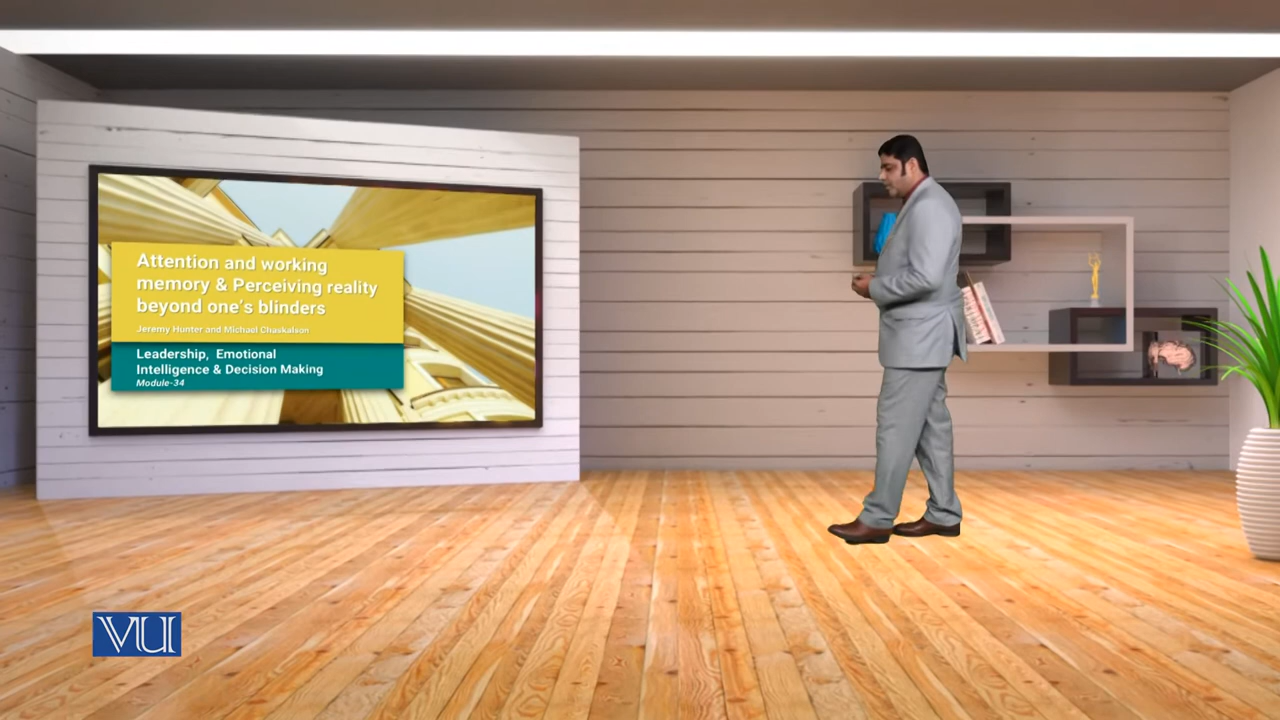 Attention and working
memory & Perceiving reality
beyond one's blinders
Jeremy Hunter and Michael Chaskalson
Leadership, Emotional
Intelligence & Decision Making
Module-34
VU